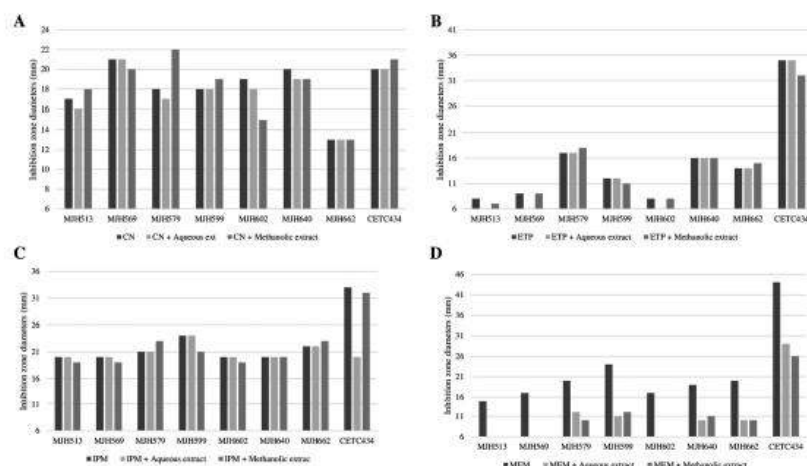 A
Inhibition zone diameters (mm)
24
22
20
18
16
14
12
10
8
6
MJH513 MJH569 MJH579 MJH599 MJH602 MJH640 MJH662 CETC434
CN CN + Aqueous ext CN + Methanolic extract
B
Inhibition zone diameters (mm)
41
36
31
26
21
16
11
6
MJH513 MJH569 MJH579 MJH599 MJH602 MJH640 MJH662 CETC434
ETP ETP + Aqueous extract ETP + Methanolic extract
C
Inhibition zone diameters (mm)
36
31
26
21
16
11
6
MJH513 MJH569 MJH579 MJH599 MJH602 MJH640 MJH662 CETC434
IPM IPM + Aqueous extract IPM + Methanolic extrac
D
Inhibition zone diameters (mm)
46
41
36
31
26
21
16
11
6
MJH513 MJH569 MJH579 MJH599 MJH602 MJH640 MJH662 CETC434
MEM MEM + Aqueous extract MEM + Methanolic extract